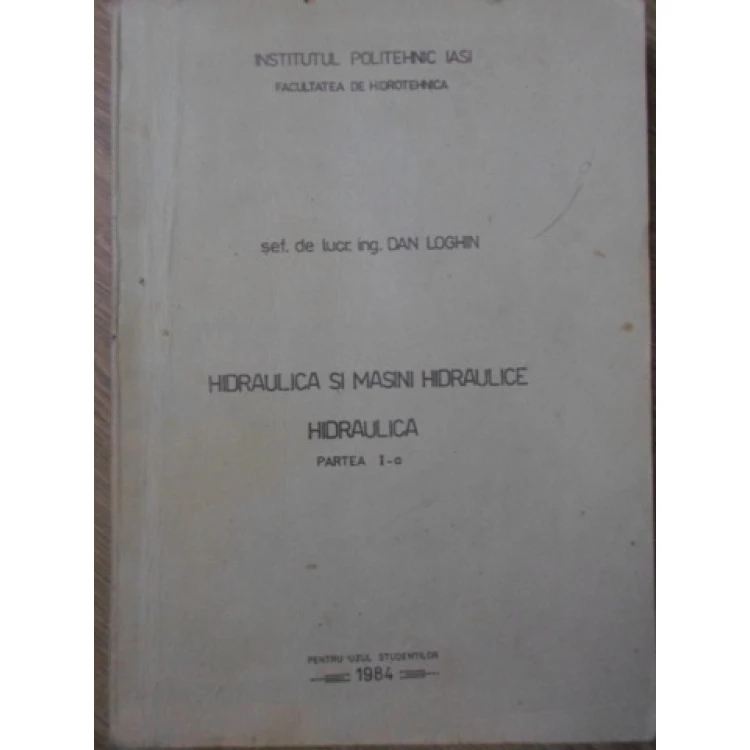 INSTITUTUL POLITEHNIC IASI
FACULTATEA DE HIDROTEHNICA
șef. de lucr. ing. DAN LOGHIN
HIDRAULICA ȘI MASINI HIDRAULICE
HIDRAULICA
PARTEA I-a
PENTRU UZUL STUDENTILOR
1984